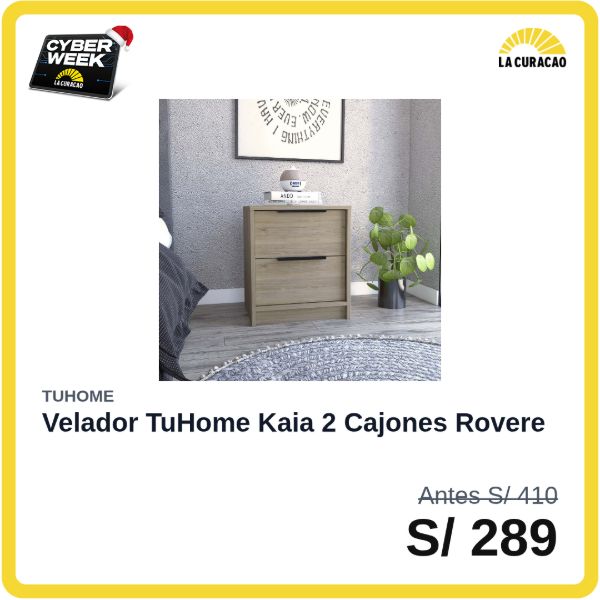 CYBER
WEEK
LA CURACAO
LA CURACAO
TUHOME
Velador TuHome Kaia 2 Cajones Rovere
Antes S/ 410
S/ 289